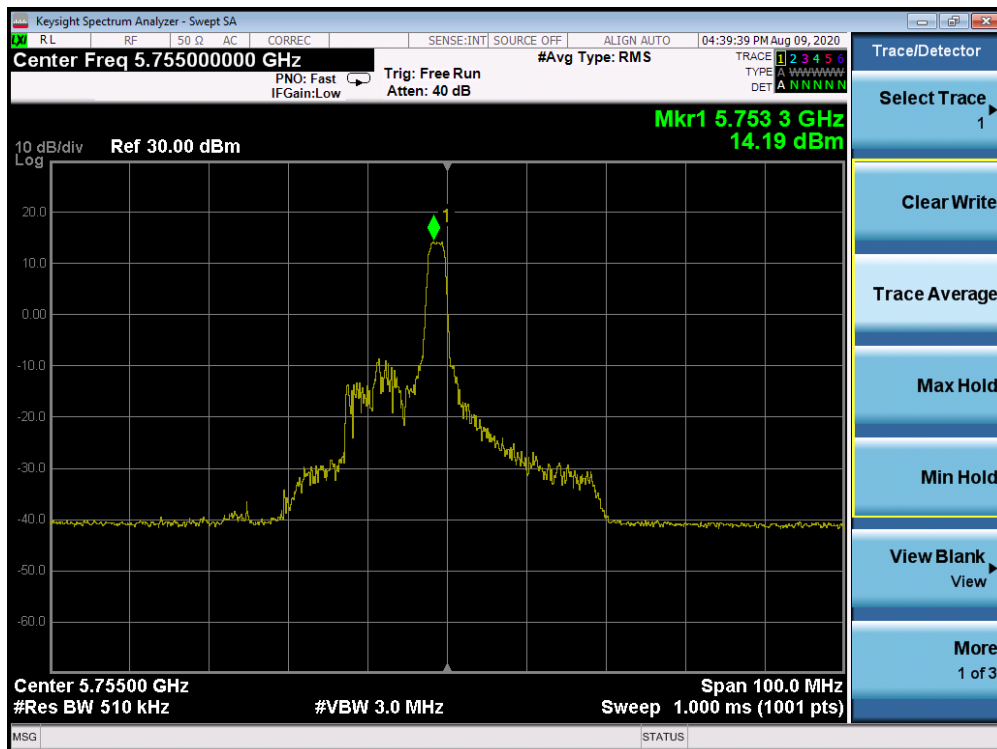 Keysight Spectrum Analyzer - Swept SA
LXI RL RF 50 Ω AC CORREC SENSE:INT SOURCE OFF ALIGN AUTO 04:39:39 PM Aug 09, 2020
Center Freq 5.755000000 GHz #Avg Type: RMS TRACE 1 2 3 4 5 6
PNO: Fast Trig: Free Run TYPE A WWWWW
IFGain:Low Atten: 40 dB DET A N N N N N
Mkr1 5.753 3 GHz
14.19 dBm
10 dB/div Ref 30.00 dBm
Log
1
20.0
10.0
0.00
-10.0
-20.0
-30.0
-40.0
-50.0
-60.0
Center 5.75500 GHz Span 100.0 MHz
#Res BW 510 kHz #VBW 3.0 MHz Sweep 1.000 ms (1001 pts)
MSG STATUS
Trace/Detector
Select Trace
1
Clear Write
Trace Average
Max Hold
Min Hold
View Blank
View
More
1 of 3